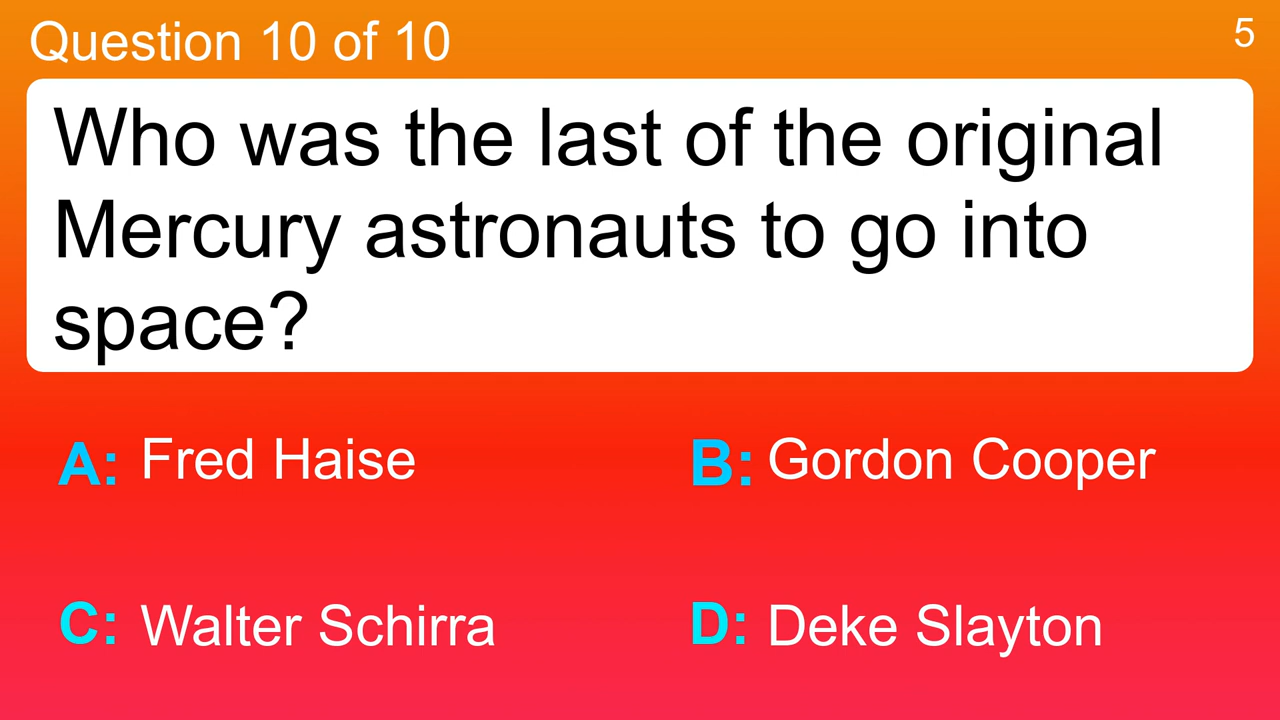 Question 10 of 10
5
Who was the last of the original
Mercury astronauts to go into
space?
A: Fred Haise
B: Gordon Cooper
C: Walter Schirra
D: Deke Slayton